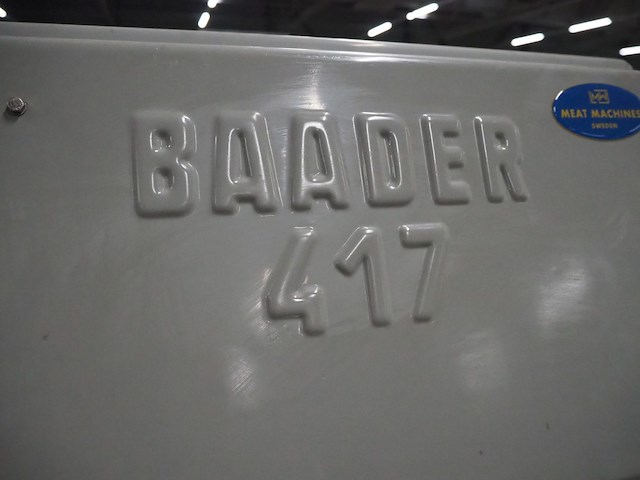 BAADER
417
MEAT MACHINES
SWEDEN